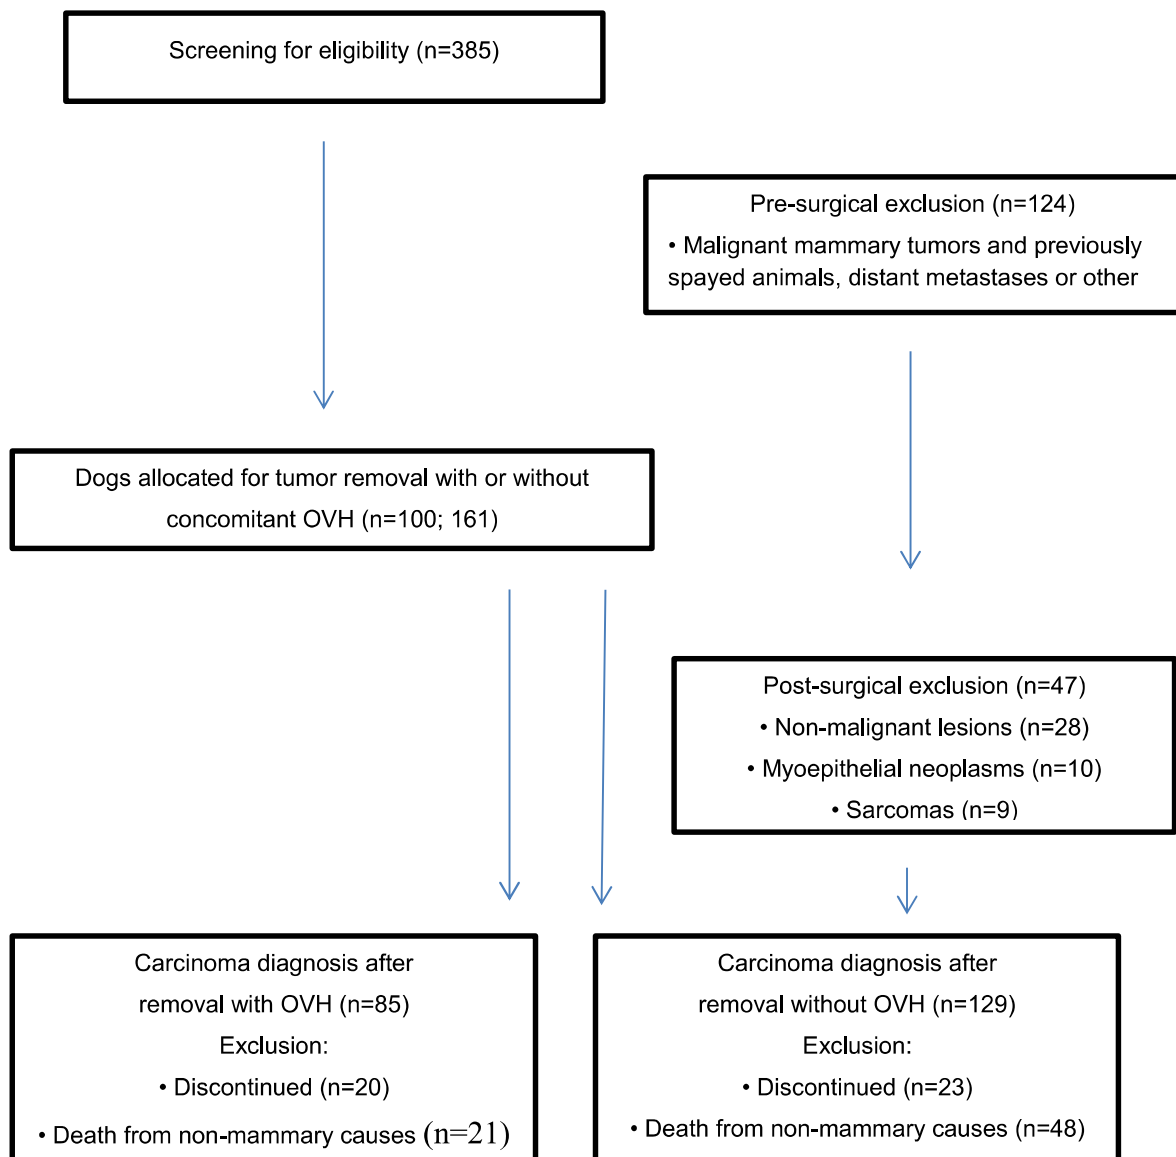 Screening for eligibility (n=385)
Pre-surgical exclusion (n=124)
• Malignant mammary tumors and previously
spayed animals, distant metastases or other
Dogs allocated for tumor removal with or without
concomitant OVH (n=100; 161)
Post-surgical exclusion (n=47)
• Non-malignant lesions (n=28)
• Myoepithelial neoplasms (n=10)
• Sarcomas (n=9)
Carcinoma diagnosis after
removal with OVH (n=85)
Exclusion:
• Discontinued (n=20)
• Death from non-mammary causes (n=21)
Carcinoma diagnosis after
removal without OVH (n=129)
Exclusion:
• Discontinued (n=23)
• Death from non-mammary causes (n=48)